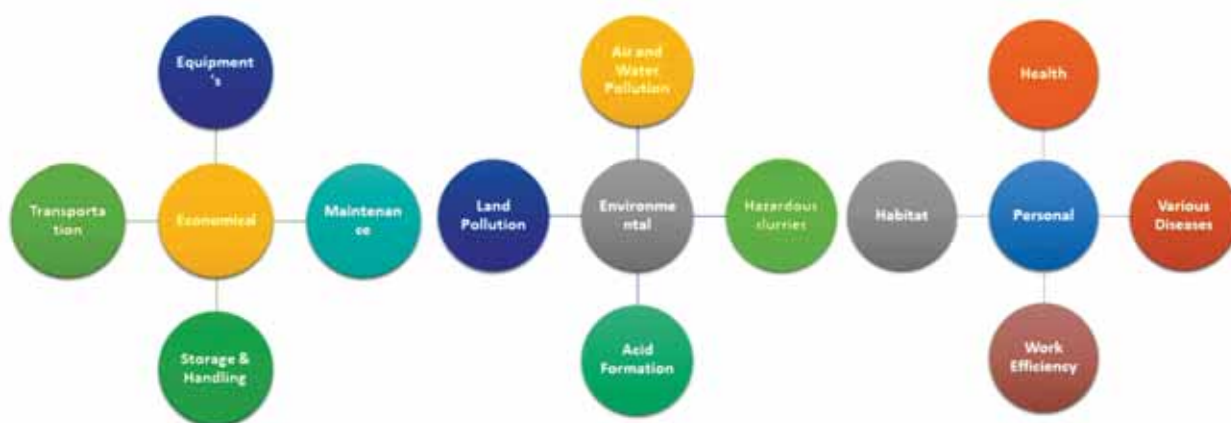 Equipment
's
Transporta
tion
Economical
Maintenan
ce
Storage &
Handling
Air and
Water
Pollution
Land
Pollution
Environme
ntal
Hazardous
slurries
Acid
Formation
Health
Habitat
Personal
Various
Diseases
Work
Efficiency